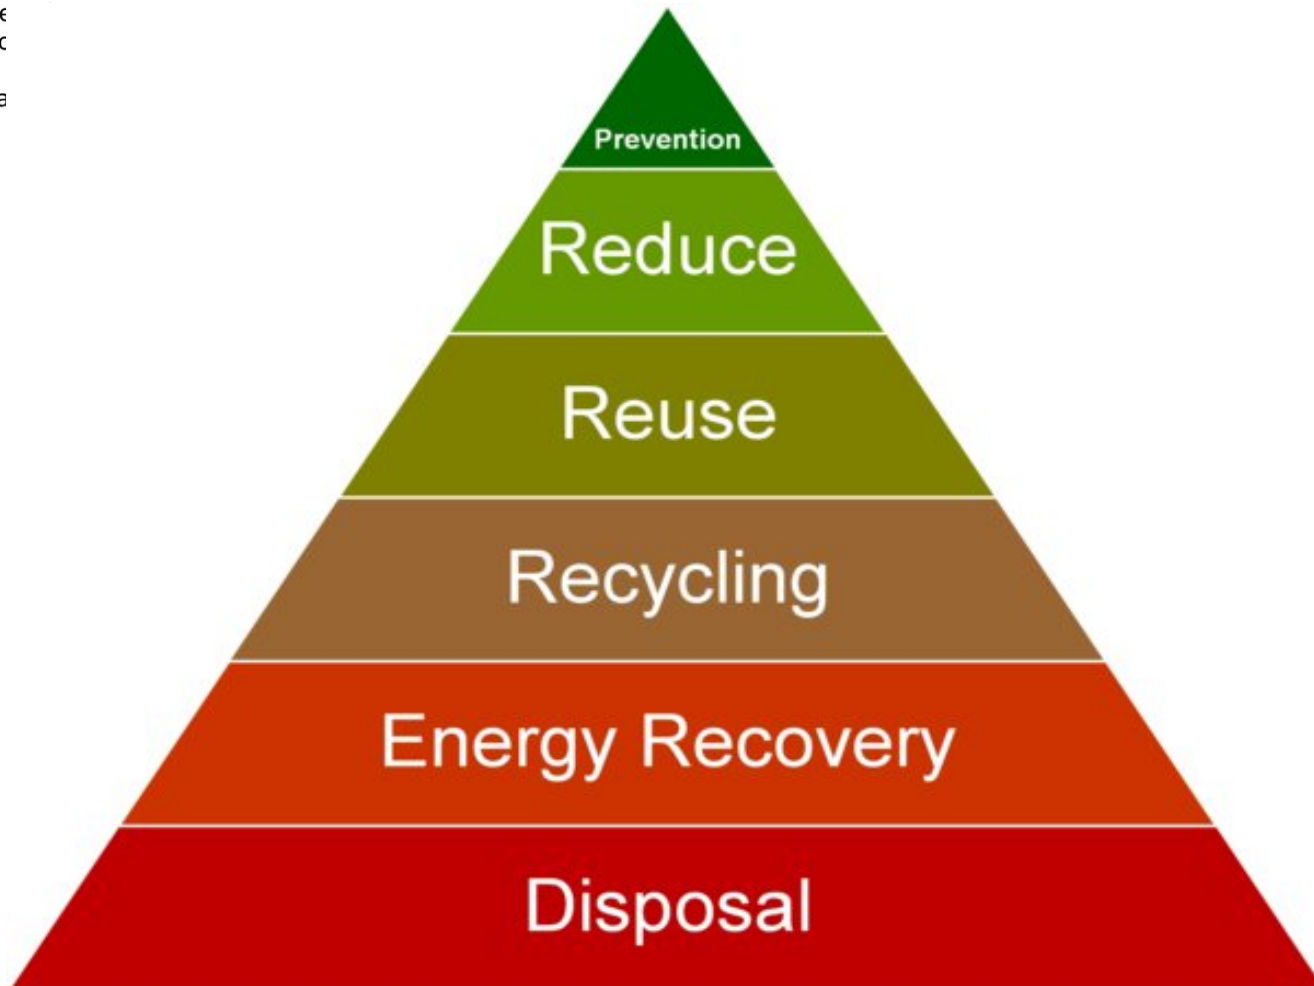 Prevention
Reduce
Reuse
Recycling
Energy Recovery
Disposal